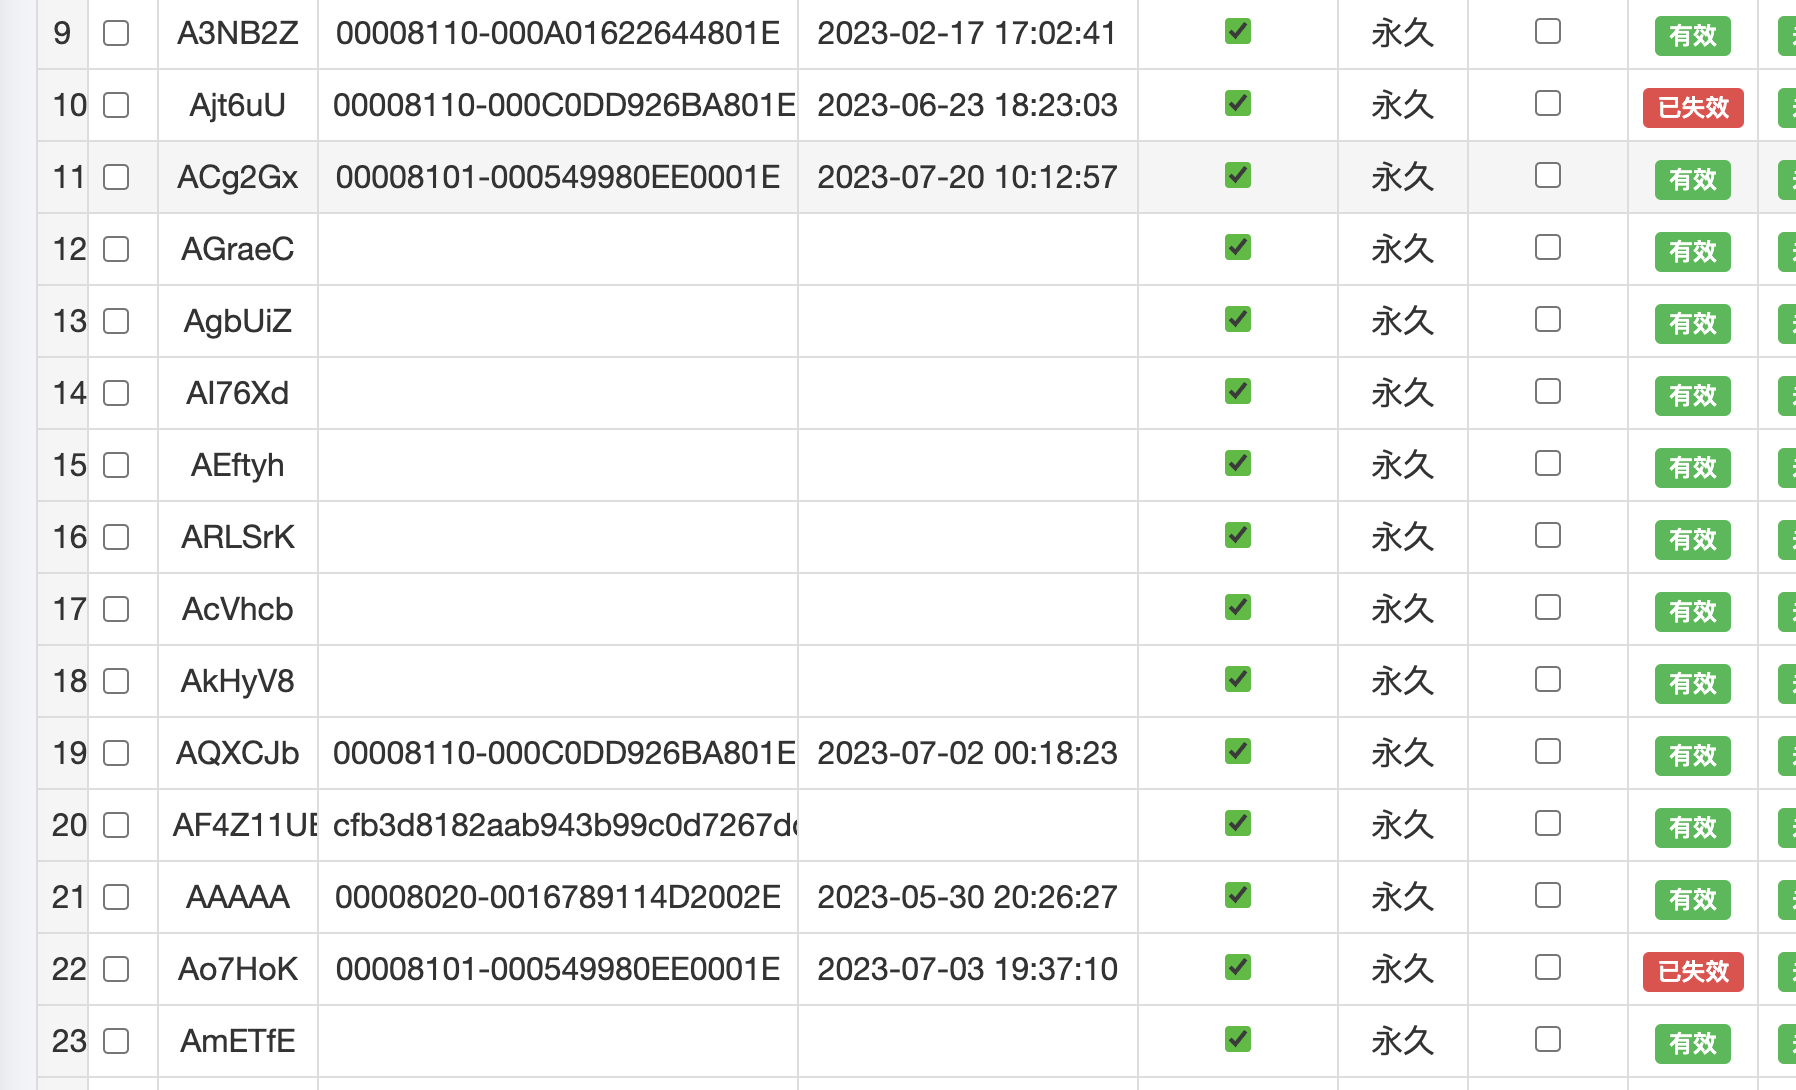 9 A3NB2Z 00008110-000A01622644801E 2023-02-17 17:02:41 永久 有效
10 Ajt6uU 00008110-000C0DD926BA801E 2023-06-23 18:23:03 永久 已失效
11 ACg2Gx 00008101-000549980EE0001E 2023-07-20 10:12:57 永久 有效
12 AGraeC 永久 有效
13 AgbUiZ 永久 有效
14 AI76Xd 永久 有效
15 AEftyh 永久 有效
16 ARLSrK 永久 有效
17 AcVhcb 永久 有效
18 AkHyV8 永久 有效
19 AQXCJb 00008110-000C0DD926BA801E 2023-07-02 00:18:23 永久 有效
20 AF4Z11U cfb3d8182aab943b99c0d7267d 永久 有效
21 AAAAA 00008020-0016789114D2002E 2023-05-30 20:26:27 永久 有效
22 Ao7HoK 00008101-000549980EE0001E 2023-07-03 19:37:10 永久 已失效
23 AmETfE 永久 有效